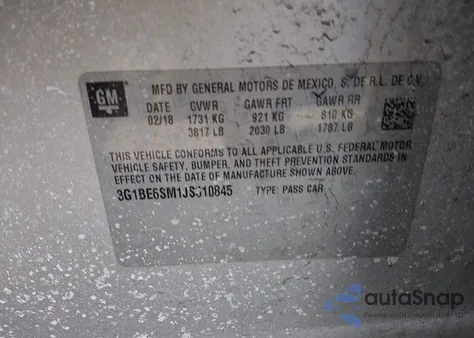 GM
MFD BY GENERAL MOTORS DE MEXICO, S. DE R.L. DE C.V.
DATE GVWR GAWR FRT GAWR RR
02/18 1731 KG 921 KG 810 KG
3817 LB 2030 LB 1787 LB
THIS VEHICLE CONFORMS TO ALL APPLICABLE U.S. FEDERAL MOTOR
VEHICLE SAFETY, BUMPER, AND THEFT PREVENTION STANDARDS IN
EFFECT ON THE DATE OF MANUFACTURE SHOWN ABOVE.
TYPE: PASS CAR
autoSnap